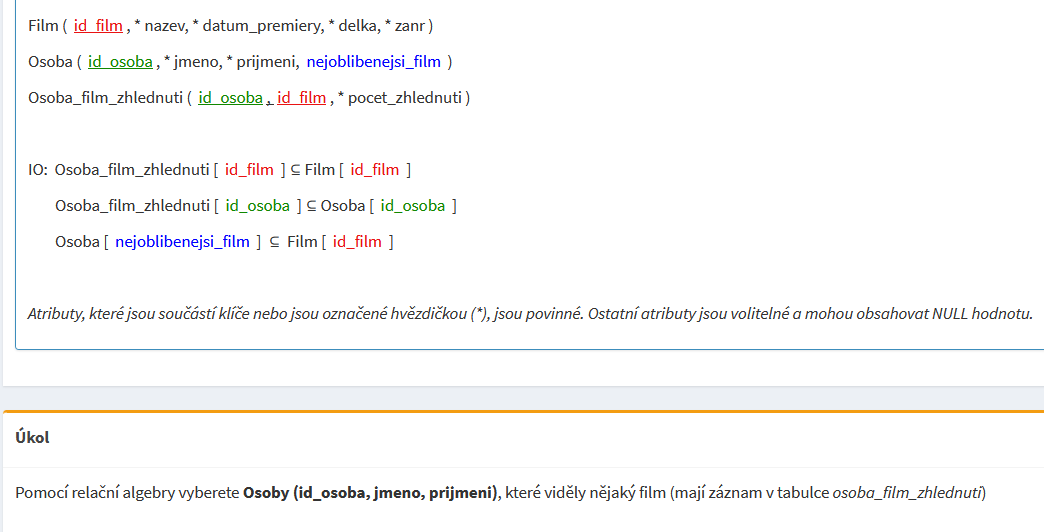 Film ( id_film , * nazev, * datum_premiery, * delka, * zanr )
Osoba ( id_osoba , * jmeno, * prijmeni, nejoblibenejsi_film )
Osoba_film_zhlednuti ( id_osoba , id_film , * pocet_zhlednuti )
IO: Osoba_film_zhlednuti [ id_film ] ⊆ Film [ id_film ]
Osoba_film_zhlednuti [ id_osoba ] ⊆ Osoba [ id_osoba ]
Osoba [ nejoblibenejsi_film ] ⊆ Film [ id_film ]
Atributy, které jsou součástí klíče nebo jsou označené hvězdičkou (*), jsou povinné. Ostatní atributy jsou volitelné a mohou obsahovat NULL hodnotu.
Úkol
Pomocí relační algebry vyberete Osoby (id_osoba, jmeno, prijmeni), které viděly nějaký film (mají záznam v tabulce osoba_film_zhlednuti)